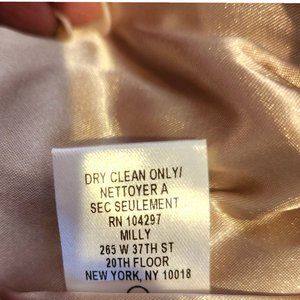 DRY CLEAN ONLY/
NETTOYER A
SEC SEULEMENT
RN 104297
MILLY
265 W 37TH ST
20TH FLOOR
NEW YORK, NY 10018